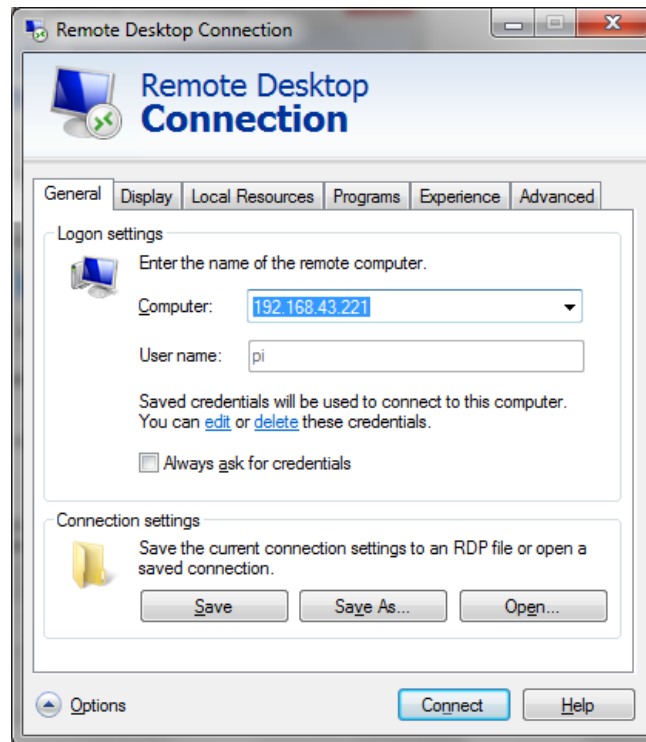 Remote Desktop Connection
Remote Desktop
Connection
General Display Local Resources Programs Experience Advanced
Logon settings
Enter the name of the remote computer.
Computer: 192.168.43.221
User name: pi
Saved credentials will be used to connect to this computer.
You can edit or delete these credentials.
Always ask for credentials
Connection settings
Save the current connection settings to an RDP file or open a
saved connection.
Save Save As... Open...
Options Connect Help